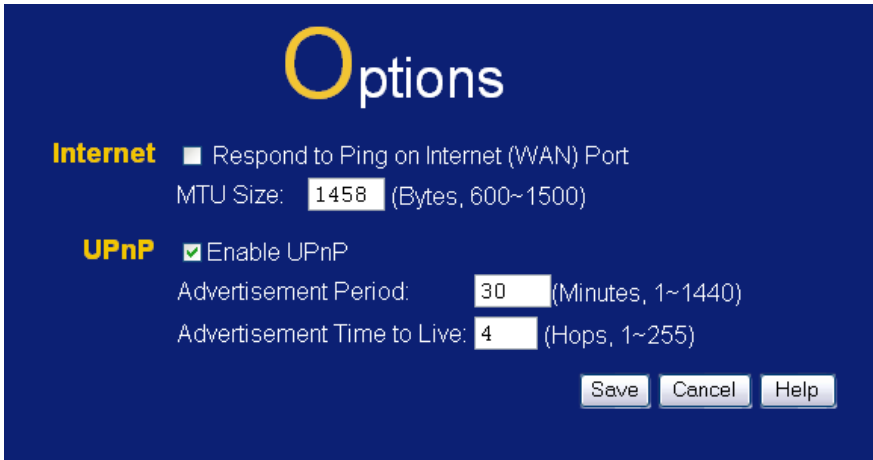 Options
Internet Respond to Ping on Internet (WAN) Port
MTU Size: 1458 (Bytes, 600~1500)
UPnP Enable UPnP
Advertisement Period: 30 (Minutes, 1~1440)
Advertisement Time to Live: 4 (Hops, 1~255)
Save Cancel Help